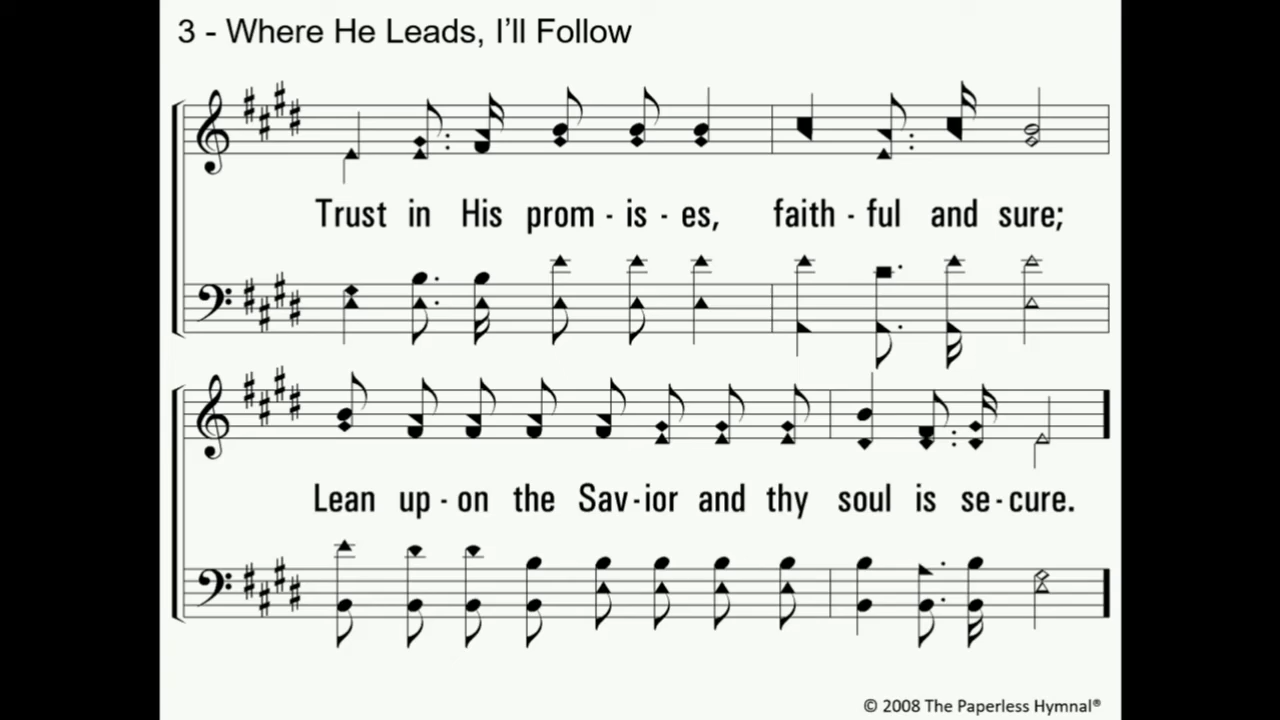 3 - Where He Leads, I'll Follow
Trust in His prom - is - es, faith - ful and sure;
Lean up - on the Sav - ior and thy soul is se - cure.
© 2008 The Paperless Hymnal®